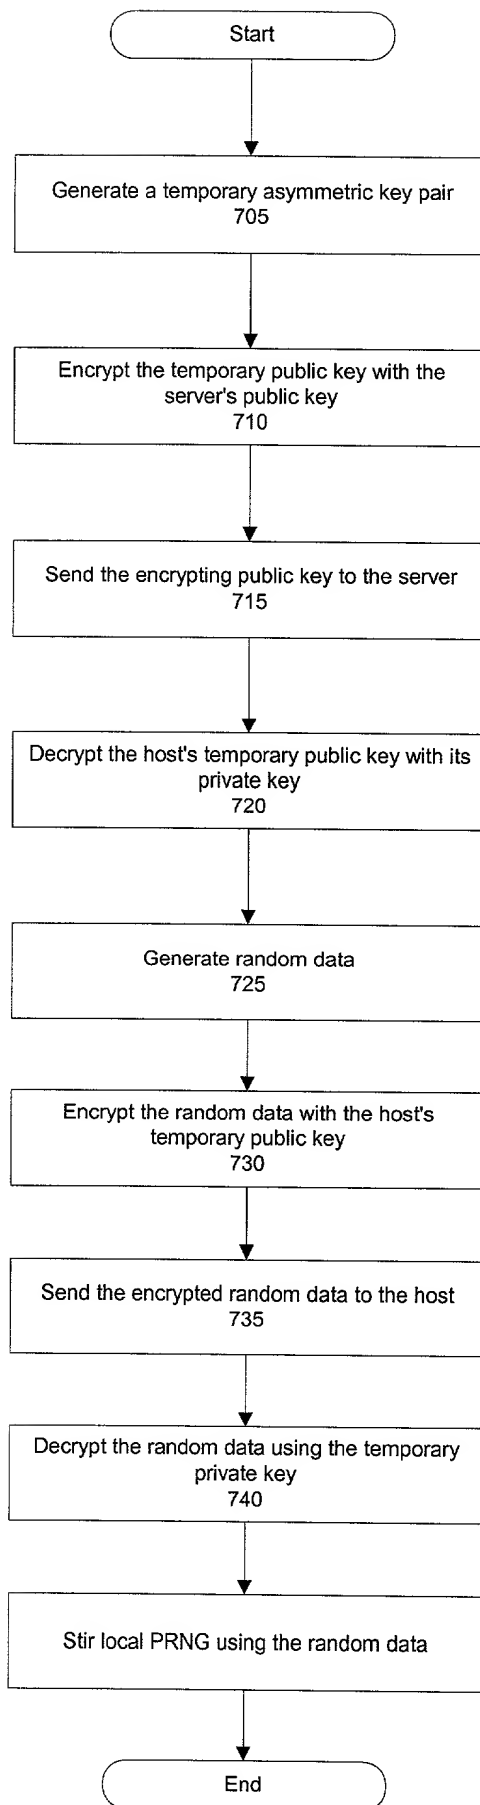 Start
Generate a temporary asymmetric key pair
705
Encrypt the temporary public key with the
server's public key
710
Send the encrypting public key to the server
715
Decrypt the host's temporary public key with its
private key
720
Generate random data
725
Encrypt the random data with the host's
temporary public key
730
Send the encrypted random data to the host
735
Decrypt the random data using the temporary
private key
740
Stir local PRNG using the random data
End